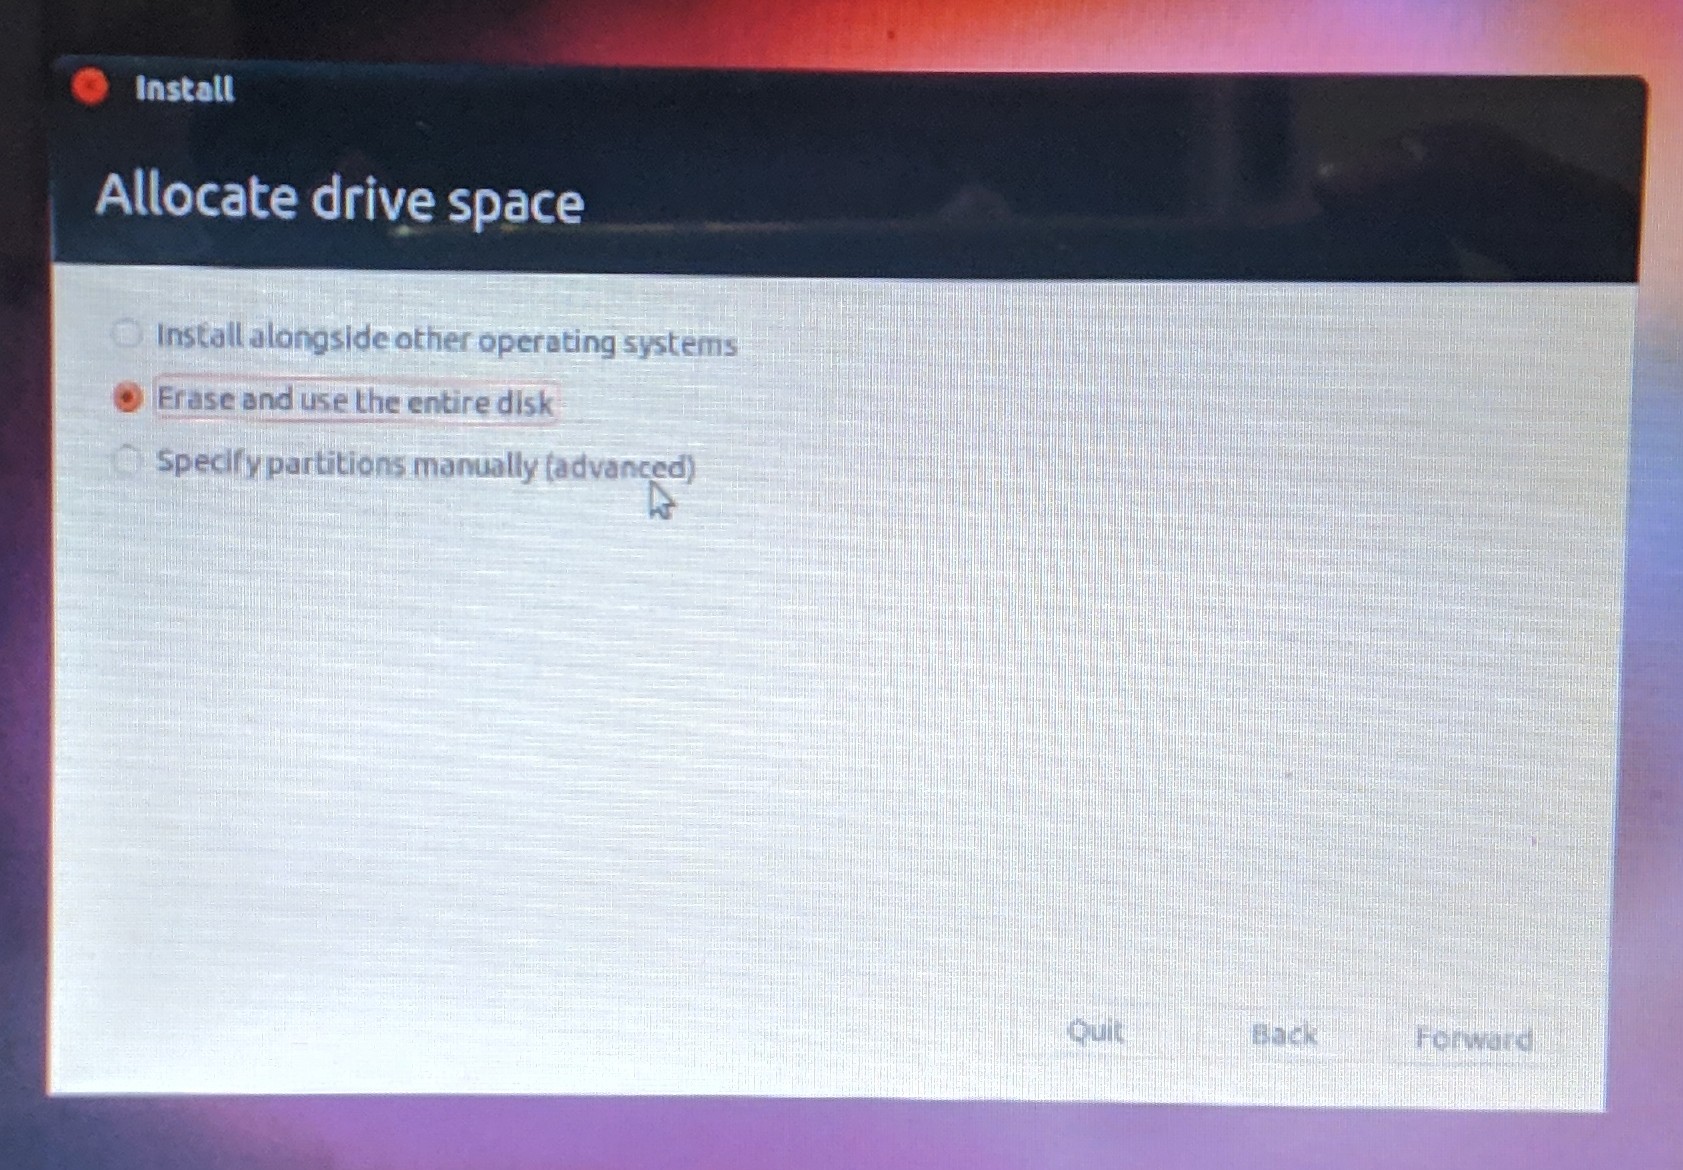 Install
Allocate drive space
Install alongside other operating systems
Erase and use the entire disk
Specify partitions manually (advanced)
Quit Back Forward